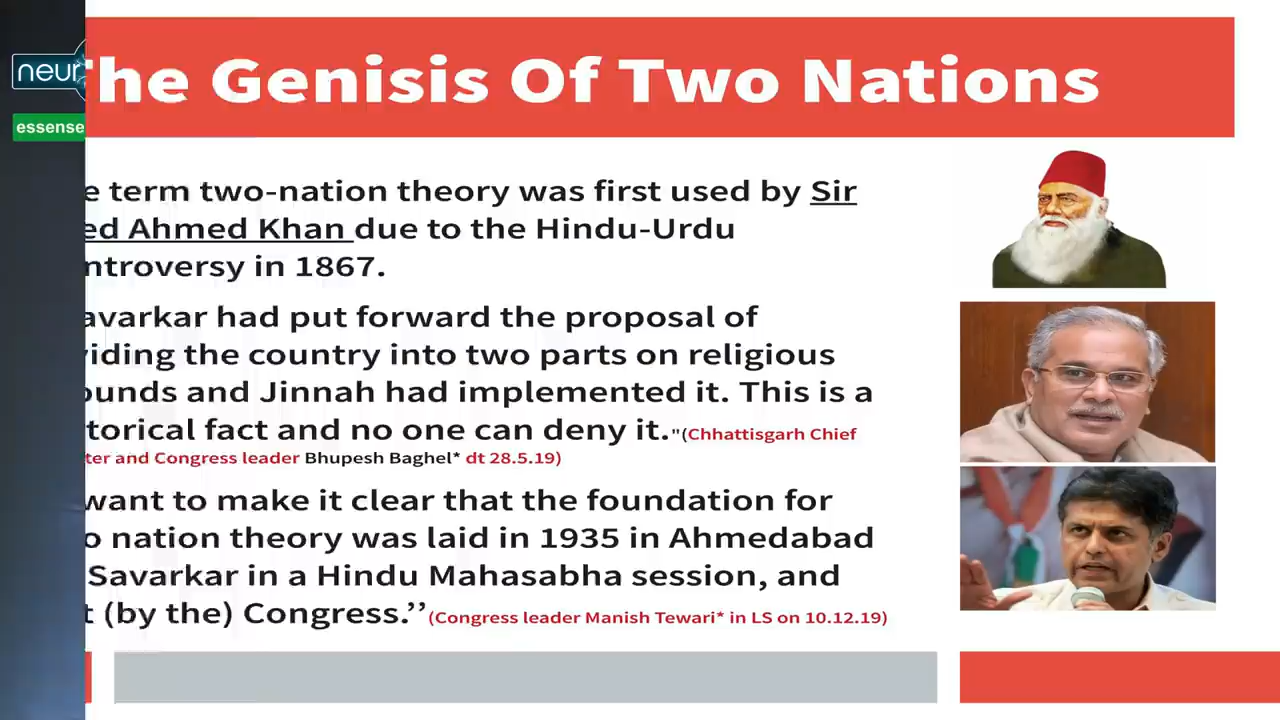 neur
essense
he Genisis Of Two Nations
e term two-nation theory was first used by Sir
ed Ahmed Khan due to the Hindu-Urdu
ntroversy in 1867.
avarkar had put forward the proposal of
viding the country into two parts on religious
ounds and Jinnah had implemented it. This is a
torical fact and no one can deny it."(Chhattisgarh Chief
ter and Congress leader Bhupesh Baghel* dt 28.5.19)
want to make it clear that the foundation for
o nation theory was laid in 1935 in Ahmedabad
Savarkar in a Hindu Mahasabha session, and
t (by the) Congress.’’(Congress leader Manish Tewari* in LS on 10.12.19)